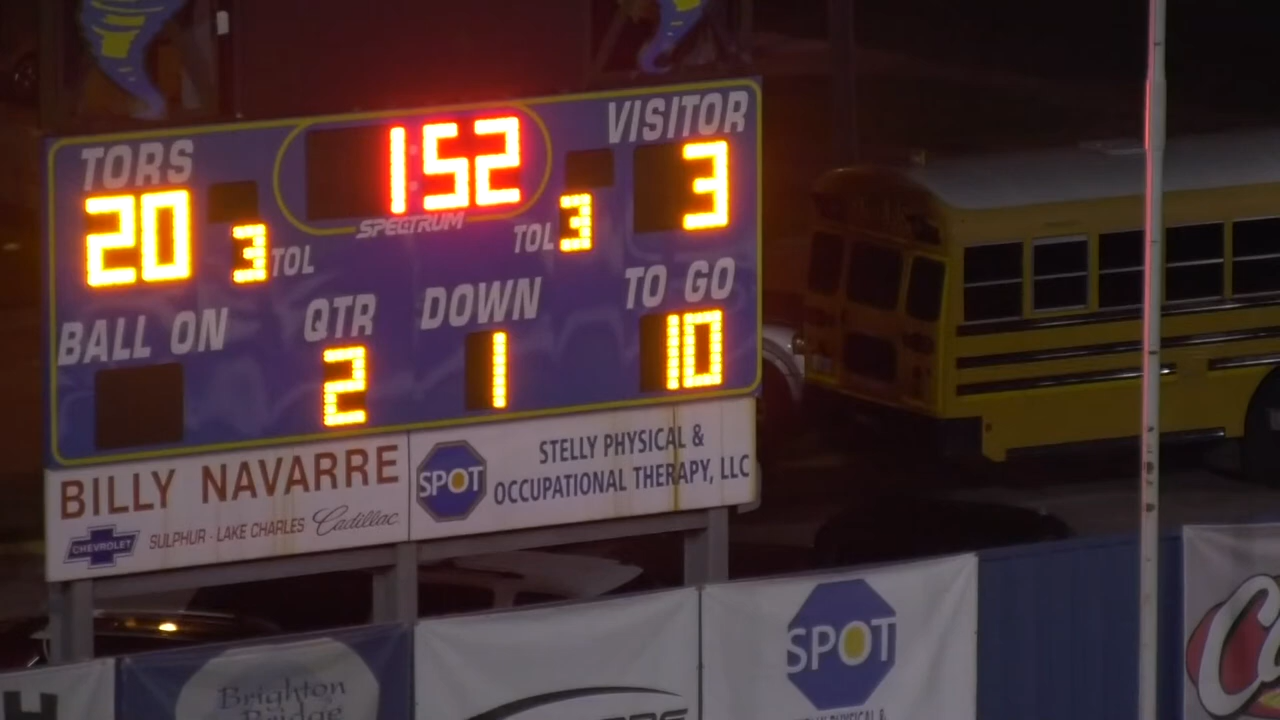 TORS 1:52 VISITOR
20 3 TOL SPECTRUM TOL 3 3
BALL ON QTR DOWN TO GO
2 1 10
BILLY NAVARRE
CHEVROLET SULPHUR - LAKE CHARLES Cadillac
SPOT STELLY PHYSICAL &
OCCUPATIONAL THERAPY, LLC
Brighton
Bridge
SPOT